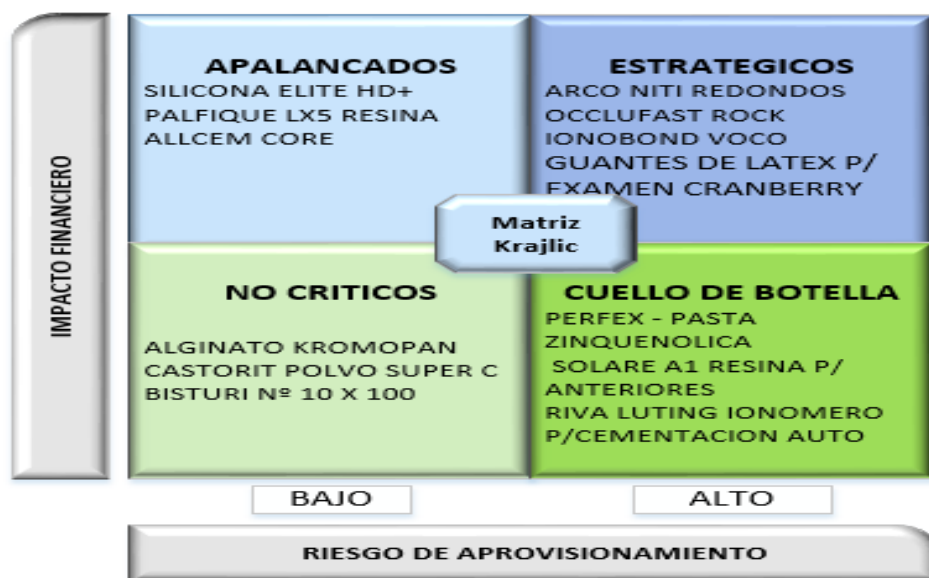 IMPACTO FINANCIERO
APALANCADOS
SILICONA ELITE HD+
PALFIQUE LX5 RESINA
ALLCEM CORE
ESTRATEGICOS
ARCO NITI REDONDOS
OCCLUFAST ROCK
IONOBOND VOCO
GUANTES DE LATEX P/
EXAMEN CRANBERRY
Matriz
Krajlic
NO CRITICOS
ALGINATO KROMOPAN
CASTORIT POLVO SUPER C
BISTURI Nº 10 X 100
CUELLO DE BOTELLA
PERFEX - PASTA
ZINQUENOLICA
SOLARE A1 RESINA P/
ANTERIORES
RIVA LUTING IONOMERO
P/CEMENTACION AUTO
BAJO
ALTO
RIESGO DE APROVISIONAMIENTO